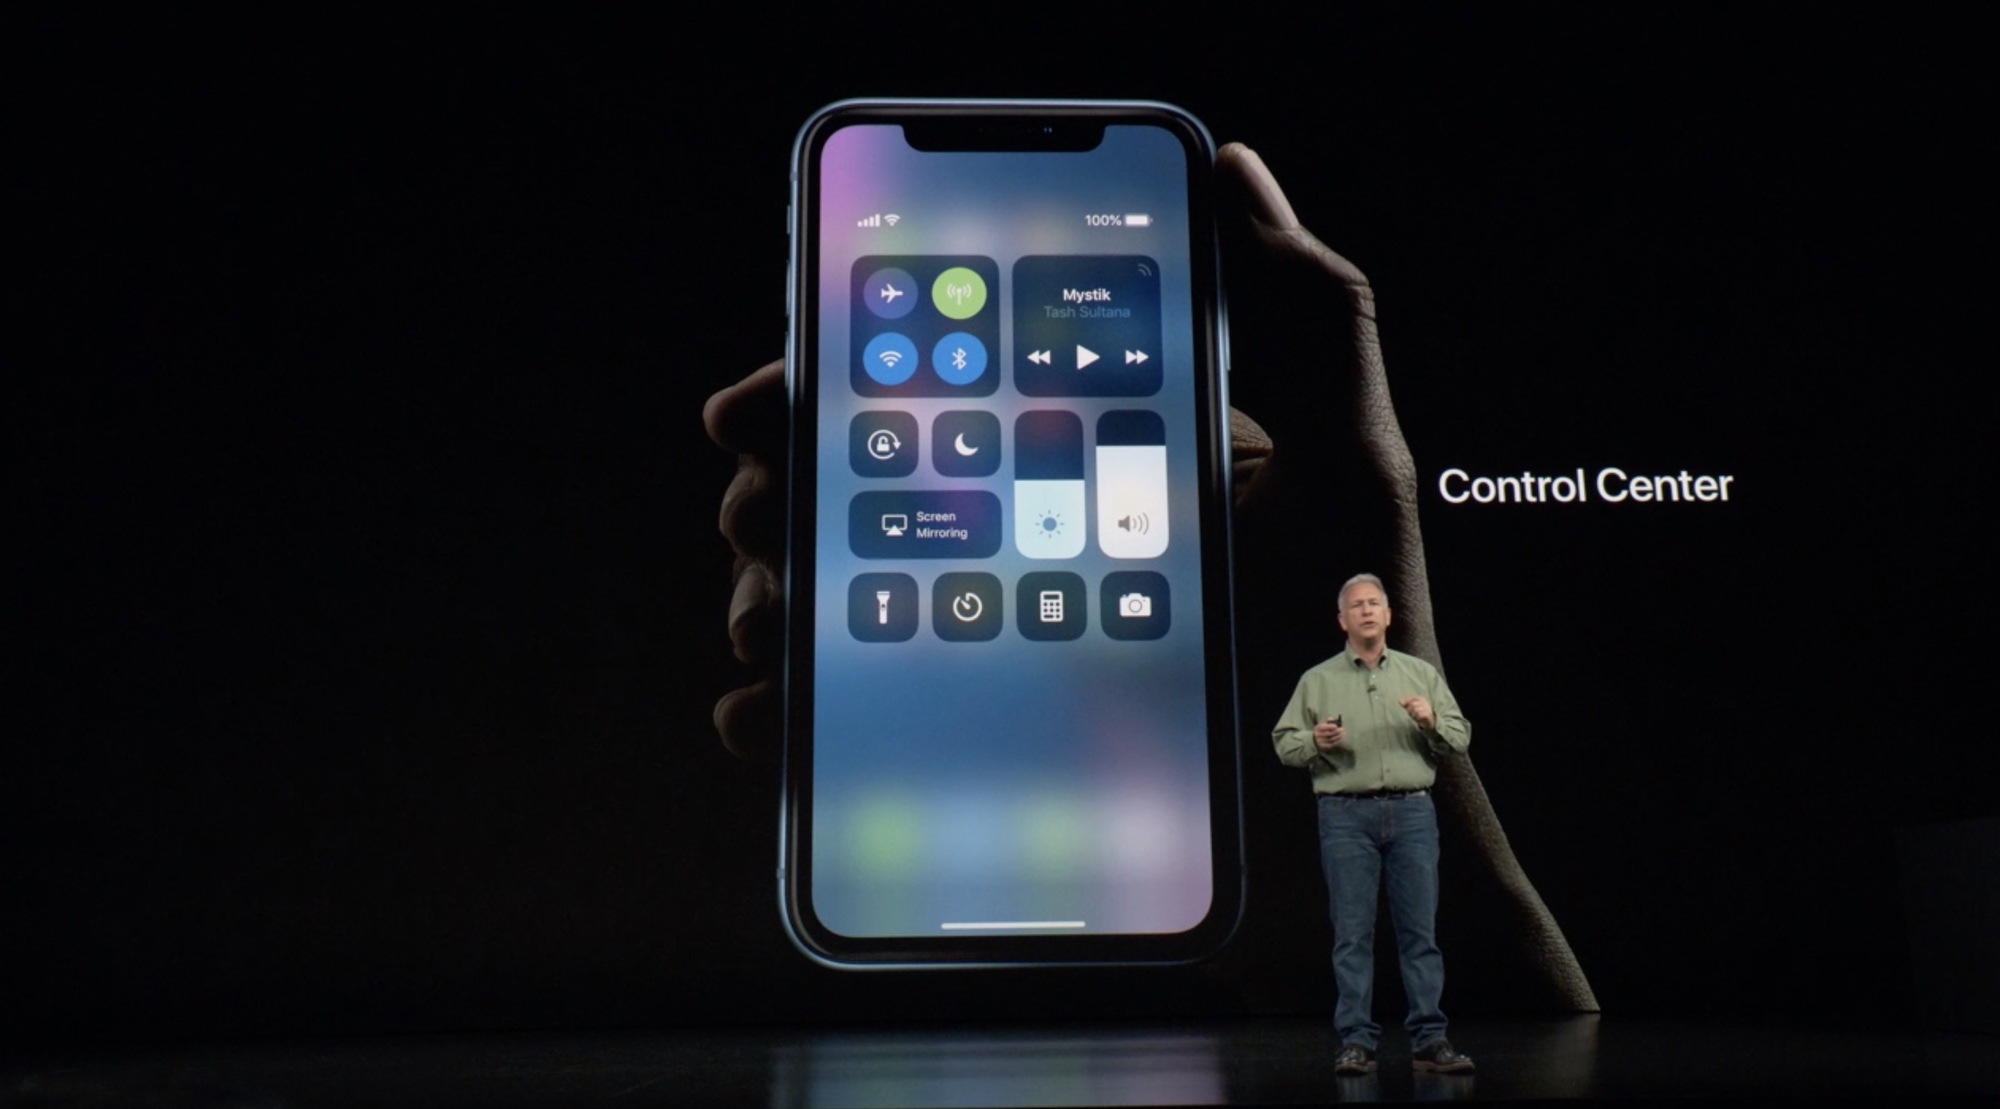 100%
Mystik
Tash Sultana
Screen
Mirroring
Control Center